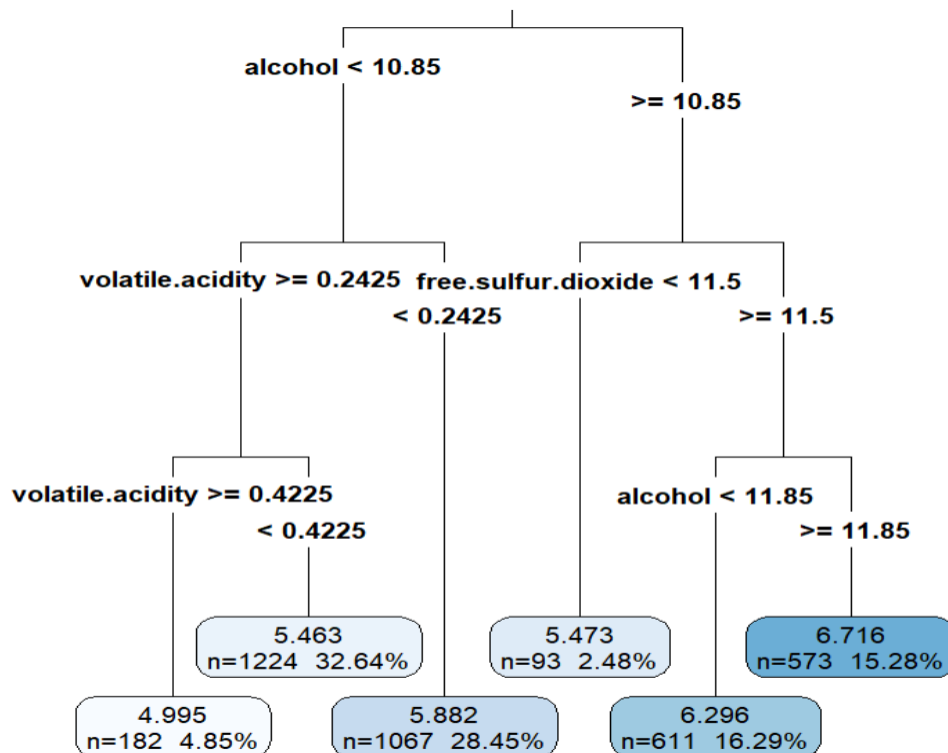 alcohol < 10.85
>= 10.85
volatile.acidity >= 0.2425
free.sulfur.dioxide < 11.5
< 0.2425
>= 11.5
volatile.acidity >= 0.4225
alcohol < 11.85
< 0.4225
>= 11.85
5.463
n=1224 32.64%
5.473
n=93 2.48%
6.716
n=573 15.28%
4.995
n=182 4.85%
5.882
n=1067 28.45%
6.296
n=611 16.29%